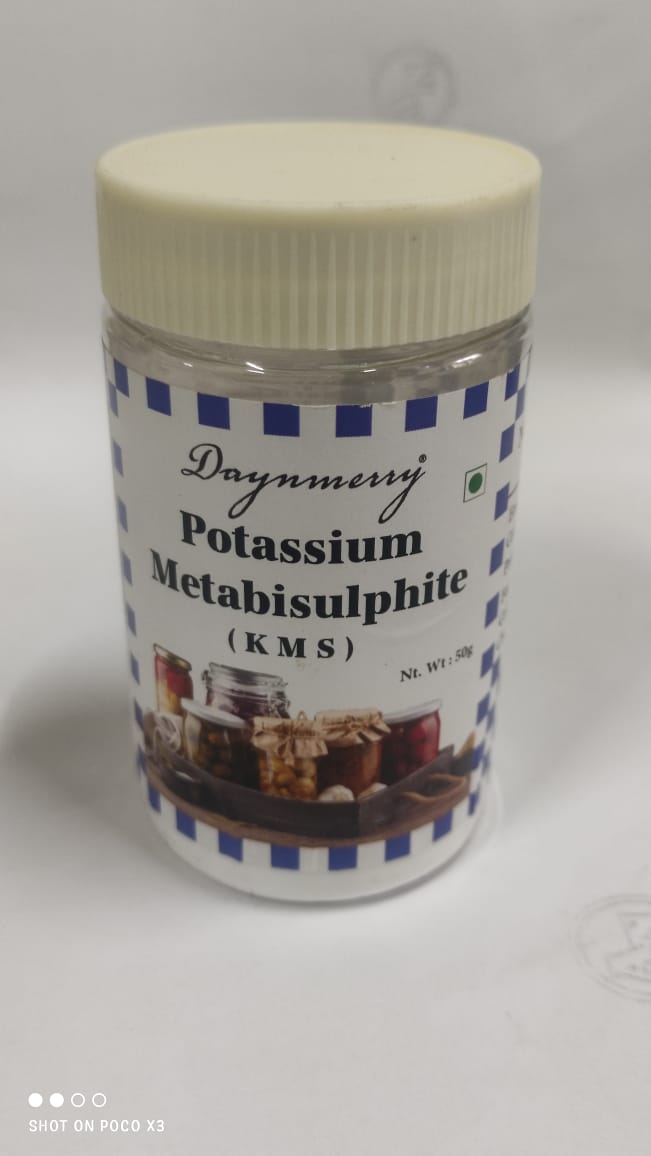 Daynmerry®
Potassium
Metabisulphite
(KMS)
Nt. Wt : 50g
SHOT ON POCO X3